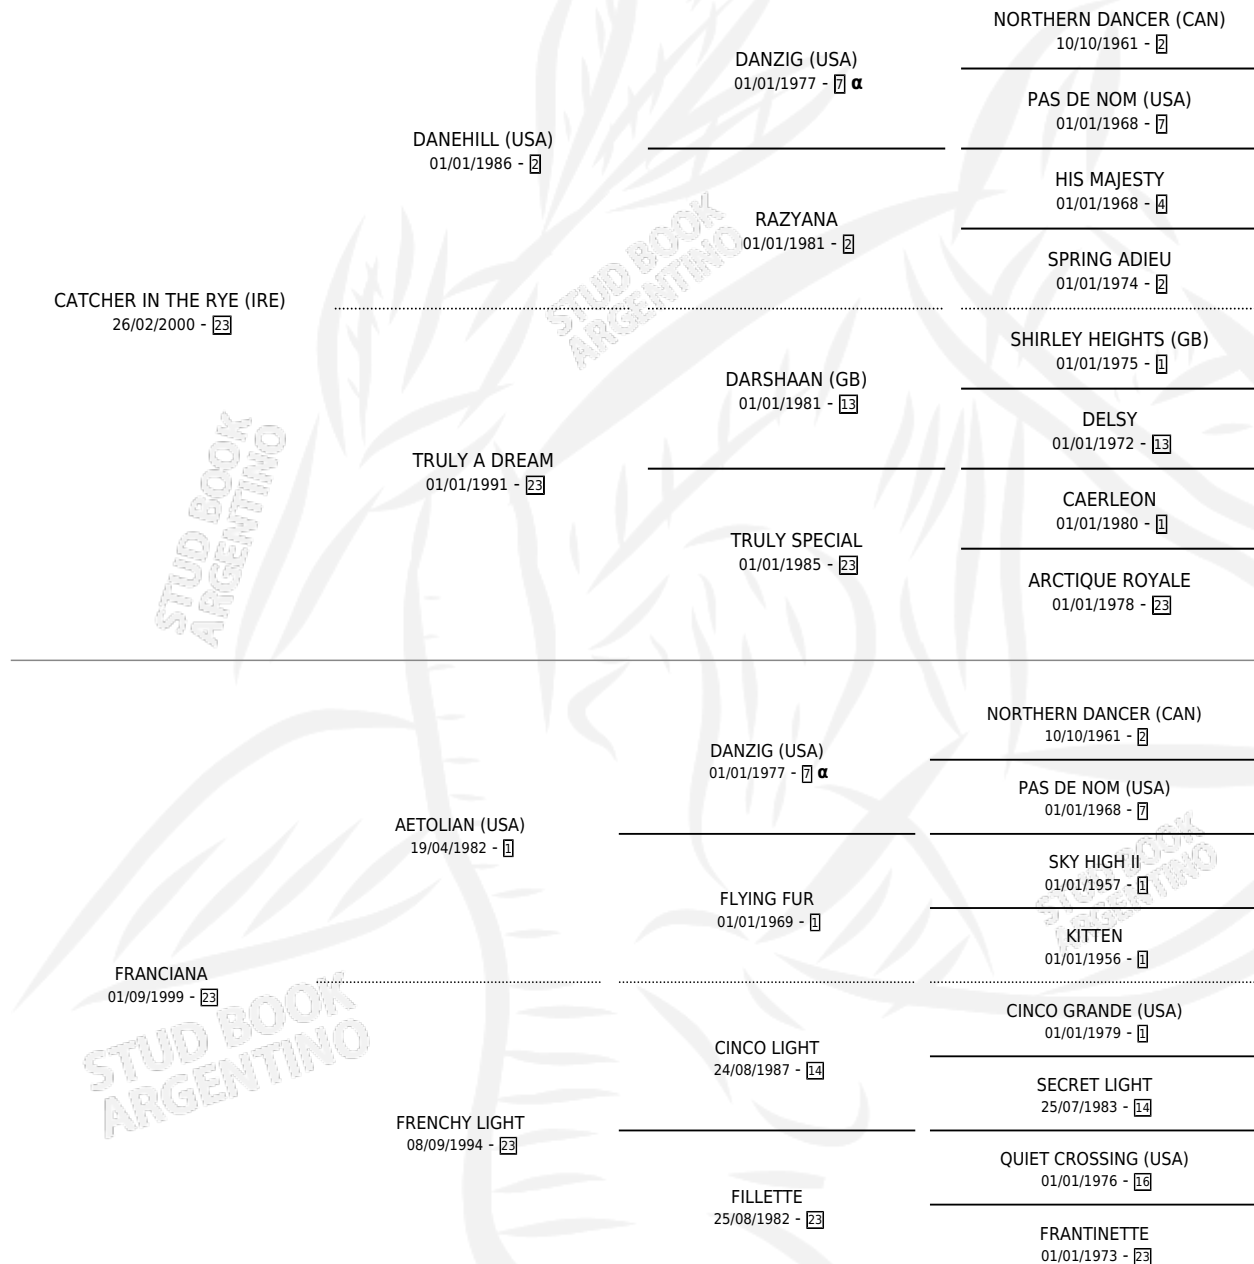 NORTHERN DANCER (CAN)
10/10/1961 - 2
DANZIG (USA)
01/01/1977 - 7 α
PAS DE NOM (USA)
01/01/1968 - 7
DANEHILL (USA)
01/01/1986 - 2
HIS MAJESTY
01/01/1968 - 4
RAZYANA
01/01/1981 - 2
SPRING ADIEU
01/01/1974 - 2
STUD BOOK
ARGENTINO
CATCHER IN THE RYE (IRE)
26/02/2000 - 23
SHIRLEY HEIGHTS (GB)
01/01/1975 - 1
DARSHAAN (GB)
01/01/1981 - 13
DELSY
01/01/1972 - 13
TRULY A DREAM
01/01/1991 - 23
CAERLEON
01/01/1980 - 1
TRULY SPECIAL
01/01/1985 - 23
ARCTIQUE ROYALE
01/01/1978 - 23
STUD BOOK
ARGENTINO
NORTHERN DANCER (CAN)
10/10/1961 - 2
DANZIG (USA)
01/01/1977 - 7 α
PAS DE NOM (USA)
01/01/1968 - 7
AETOLIAN (USA)
19/04/1982 - 1
SKY HIGH II
01/01/1957 - 1
FLYING FUR
01/01/1969 - 1
KITTEN
01/01/1956 - 1
STUD BOOK
ARGENTINO
FRANCIANA
01/09/1999 - 23
CINCO GRANDE (USA)
01/01/1979 - 1
CINCO LIGHT
24/08/1987 - 14
SECRET LIGHT
25/07/1983 - 14
FRENCHY LIGHT
08/09/1994 - 23
QUIET CROSSING (USA)
01/01/1976 - 16
FILLETTE
25/08/1982 - 23
FRANTINETTE
01/01/1973 - 23
STUD BOOK
ARGENTINO